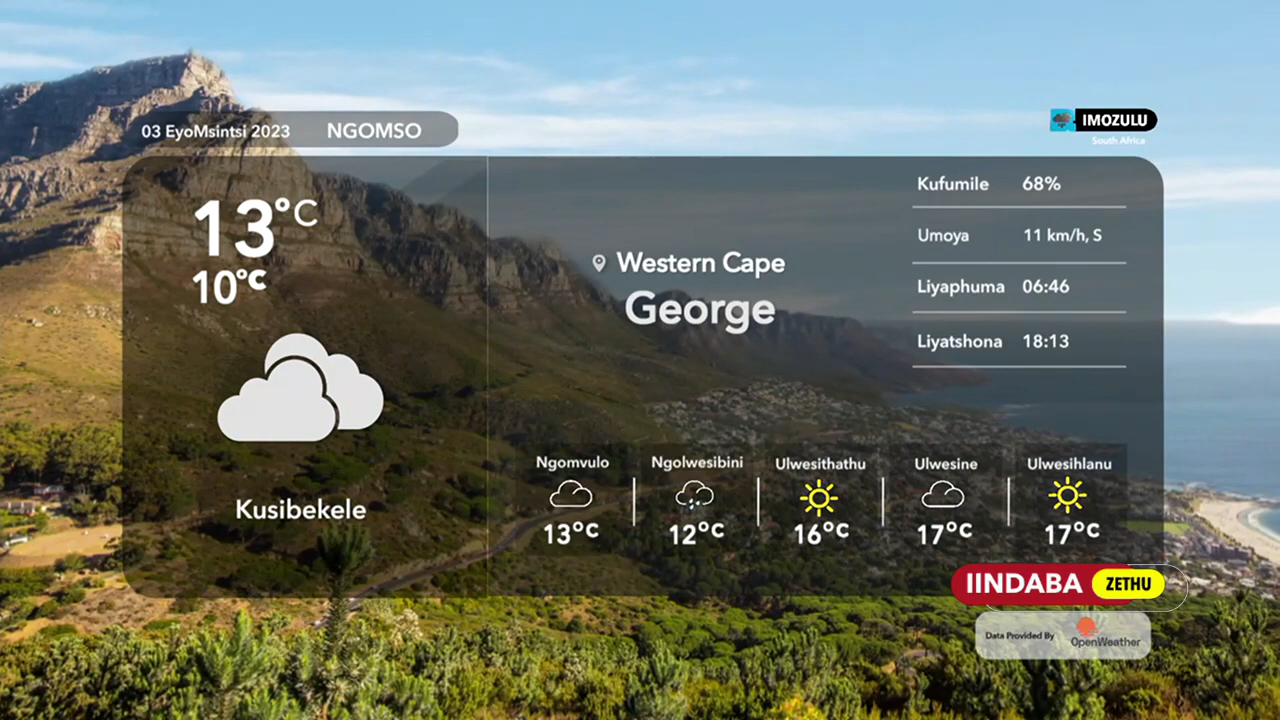 03 EyoMsintsi 2023 NGOMSO
IMOZULU
South Africa
13°C
10°C
Kusibekele
Western Cape
George
Kufumile 68%
Umoya 11 km/h, S
Liyaphuma 06:46
Liyatshona 18:13
Ngomvulo Ngolwesibini Ulwesithathu Ulwesine Ulwesihlanu
13°C 12°C 16°C 17°C 17°C
IINDABA ZETHU
Data Provided By OpenWeather